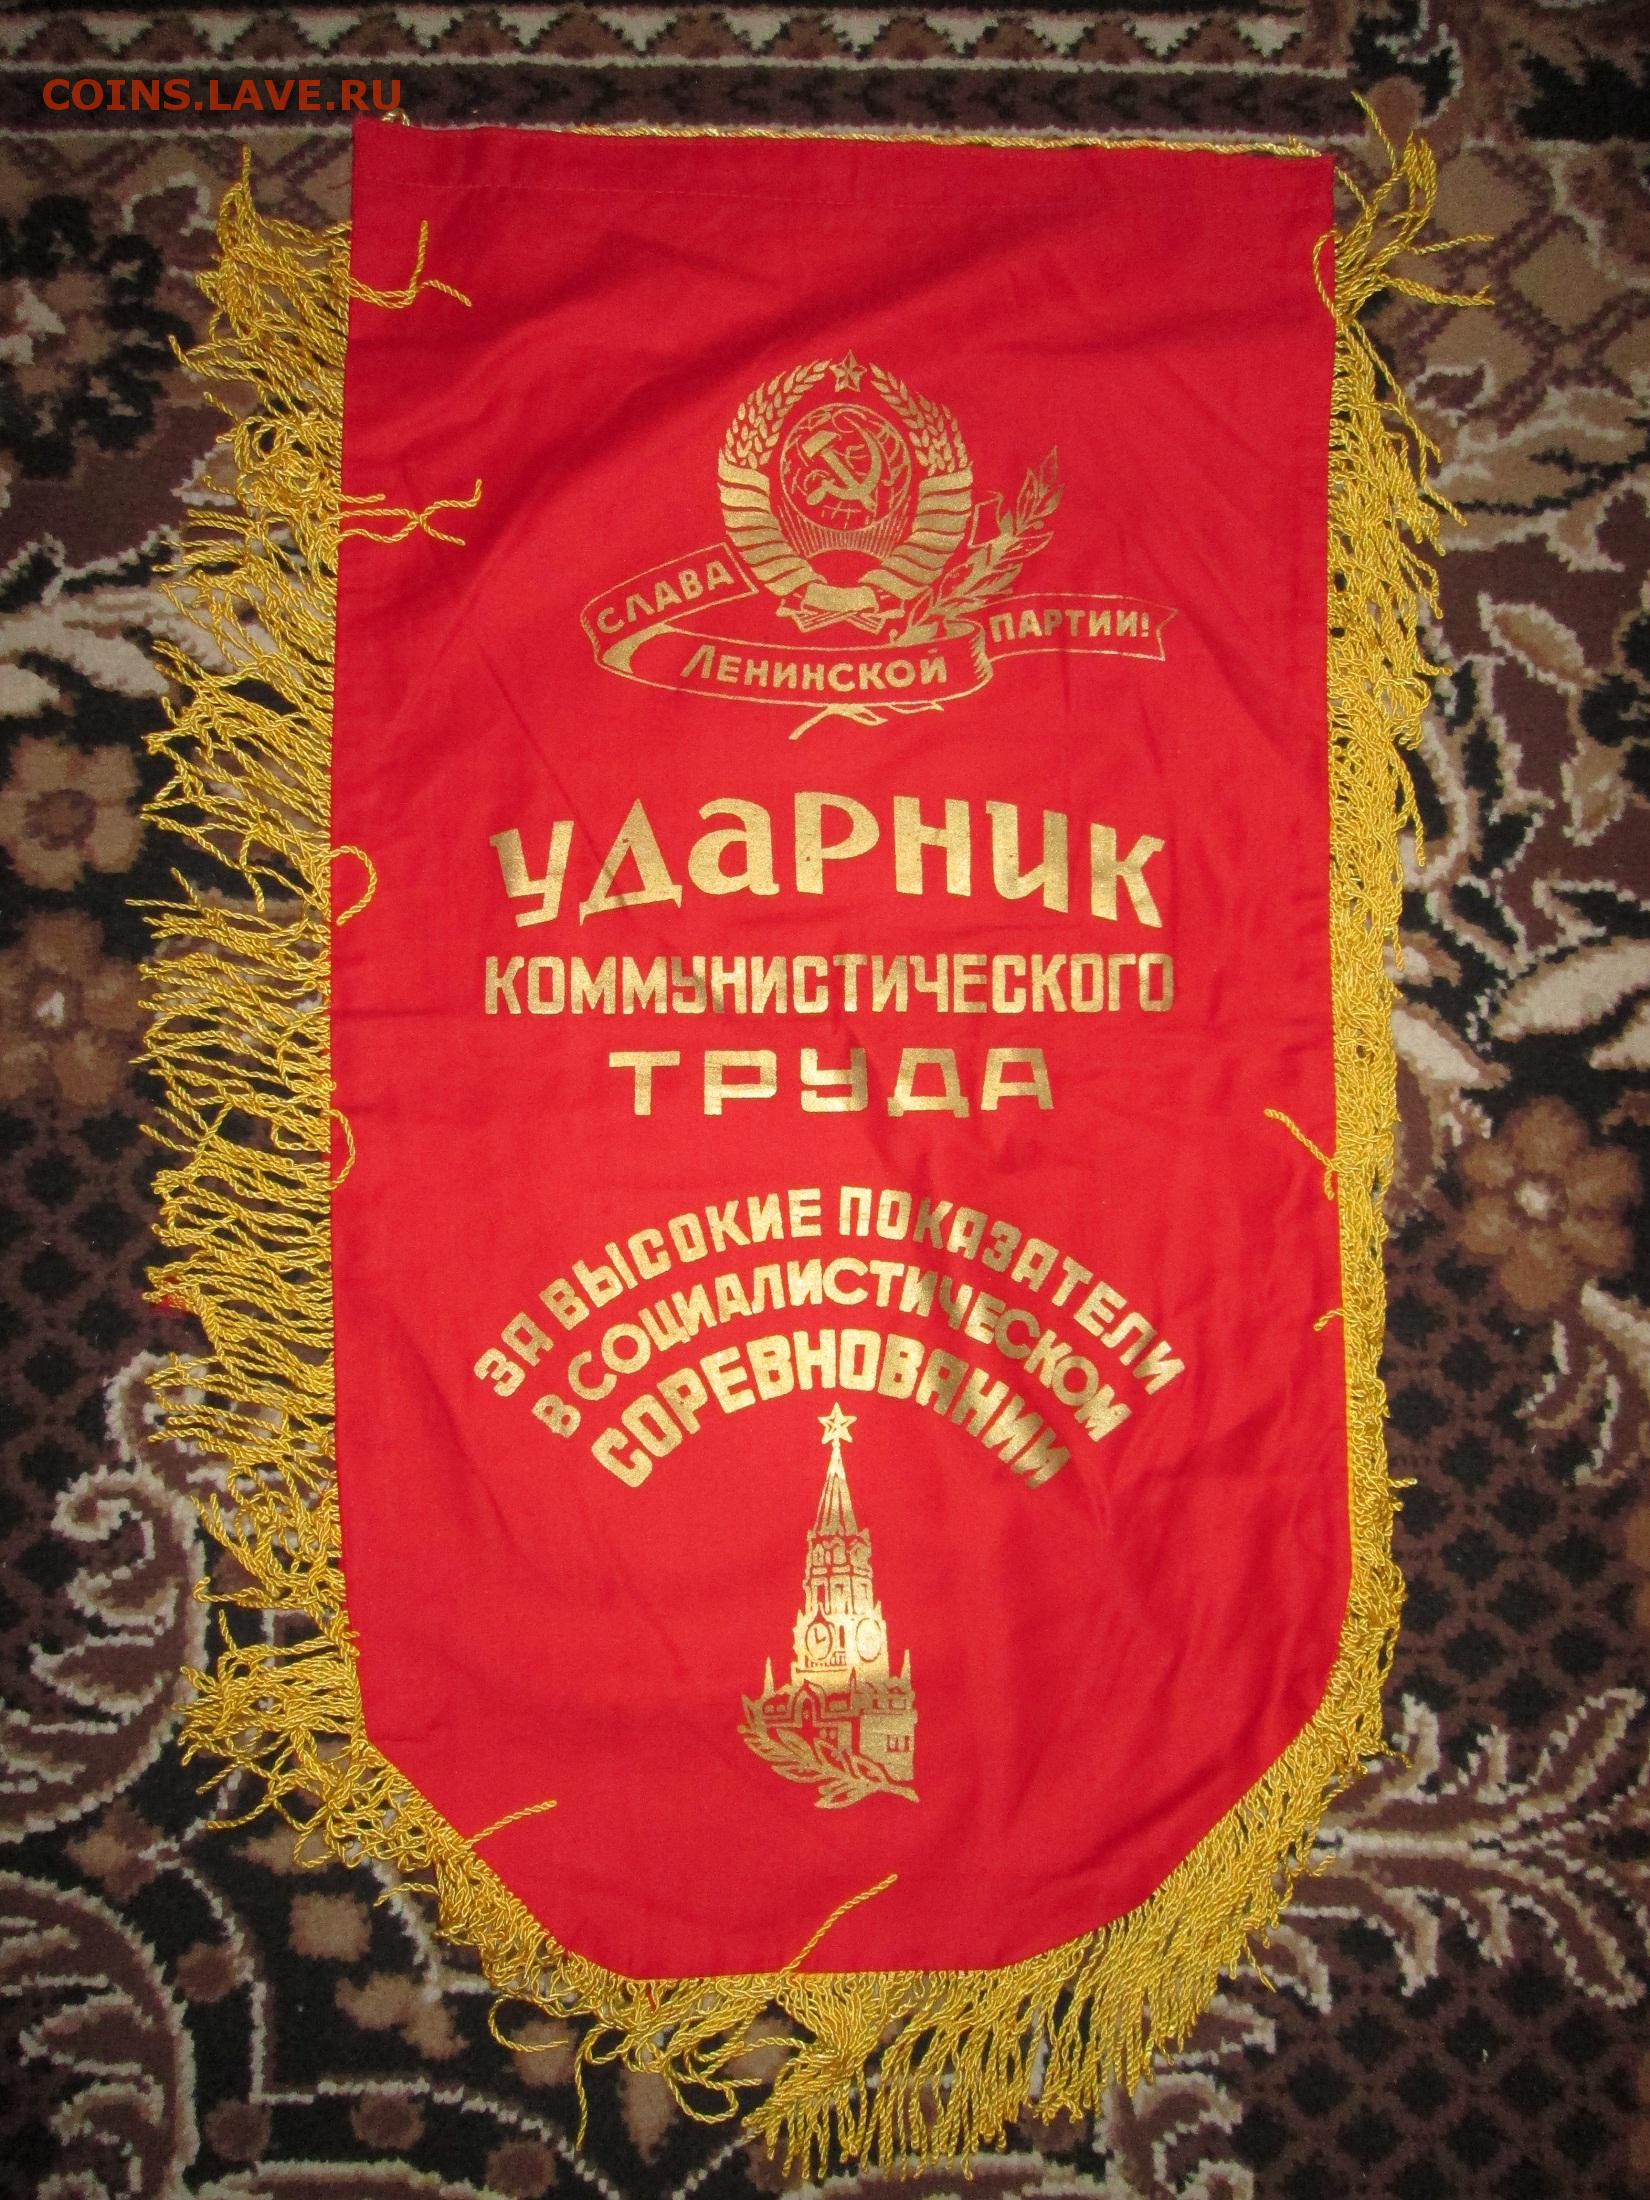 COINS.LAVE.RU
СЛАВА
ЛЕНИНСКОЙ
ПАРТИИ!
УДАРНИК
КОММУНИСТИЧЕСКОГО
ТРУДА
ЗА ВЫСОКИЕ ПОКАЗАТЕЛИ
В СОЦИАЛИСТИЧЕСКОМ
СОРЕВНОВАНИИ